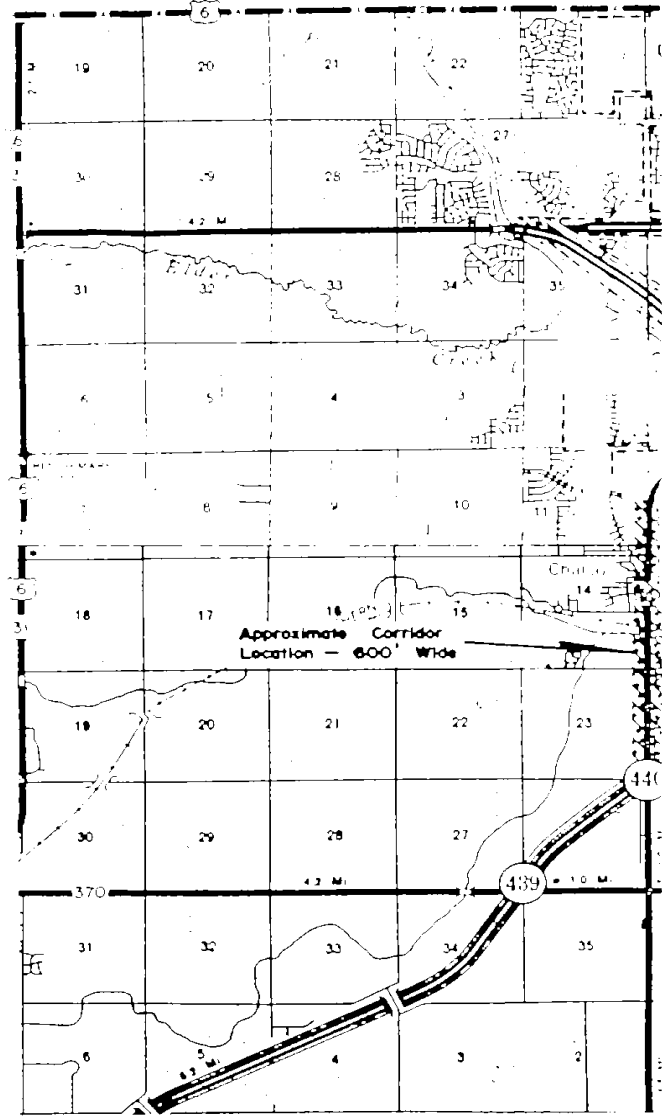 6
19 20 21 22
6
30 29 28 27
4.2 Mi.
31 Elder 32 33 34 35
Creek
6 5 4 3
6
7 8 9 10 11
6
18 17 16 15 14
Approximate Corridor
Location — 600' Wide
19 20 21 22 23
440
30 29 28 27
370 4.2 Mi. 439 1.0 Mi.
31 32 33 34 35
6 5 4 3 2